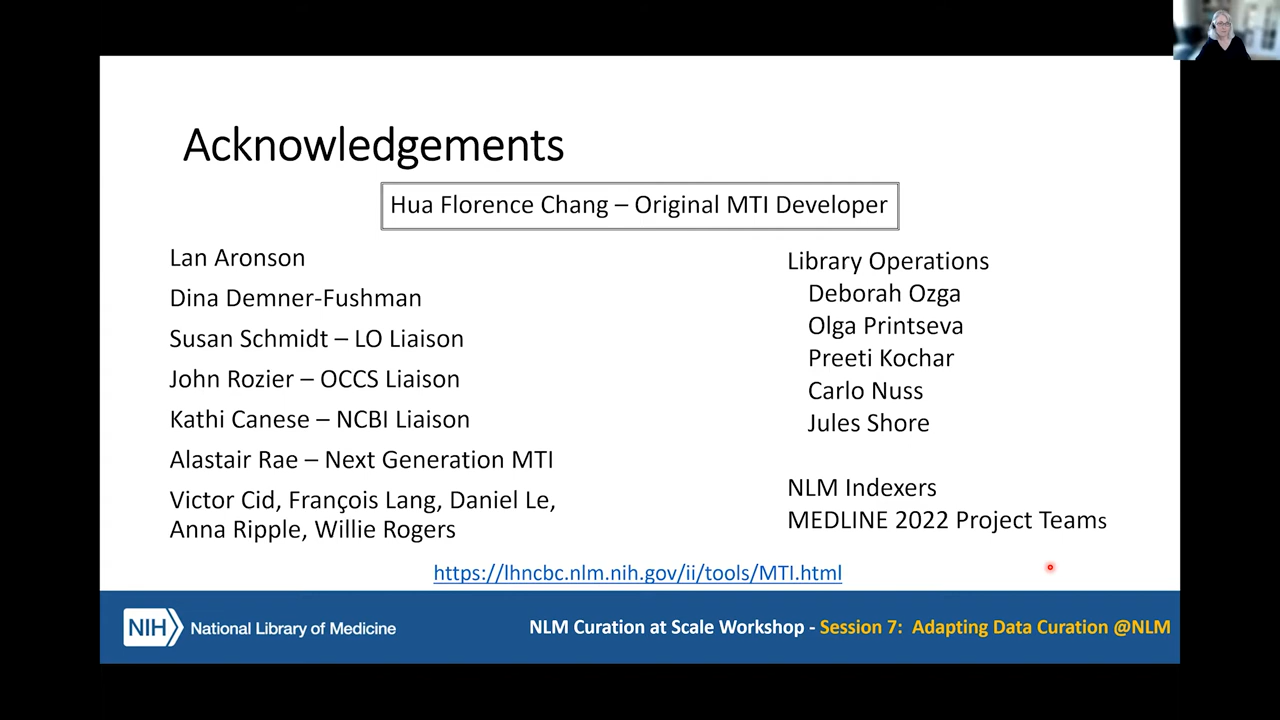 Acknowledgements
Hua Florence Chang – Original MTI Developer
Lan Aronson
Dina Demner-Fushman
Susan Schmidt – LO Liaison
John Rozier – OCCS Liaison
Kathi Canese – NCBI Liaison
Alastair Rae – Next Generation MTI
Victor Cid, François Lang, Daniel Le,
Anna Ripple, Willie Rogers
Library Operations
Deborah Ozga
Olga Printseva
Preeti Kochar
Carlo Nuss
Jules Shore
NLM Indexers
MEDLINE 2022 Project Teams
https://lhncbc.nlm.nih.gov/ii/tools/MTI.html
NIH National Library of Medicine
NLM Curation at Scale Workshop - Session 7: Adapting Data Curation @NLM